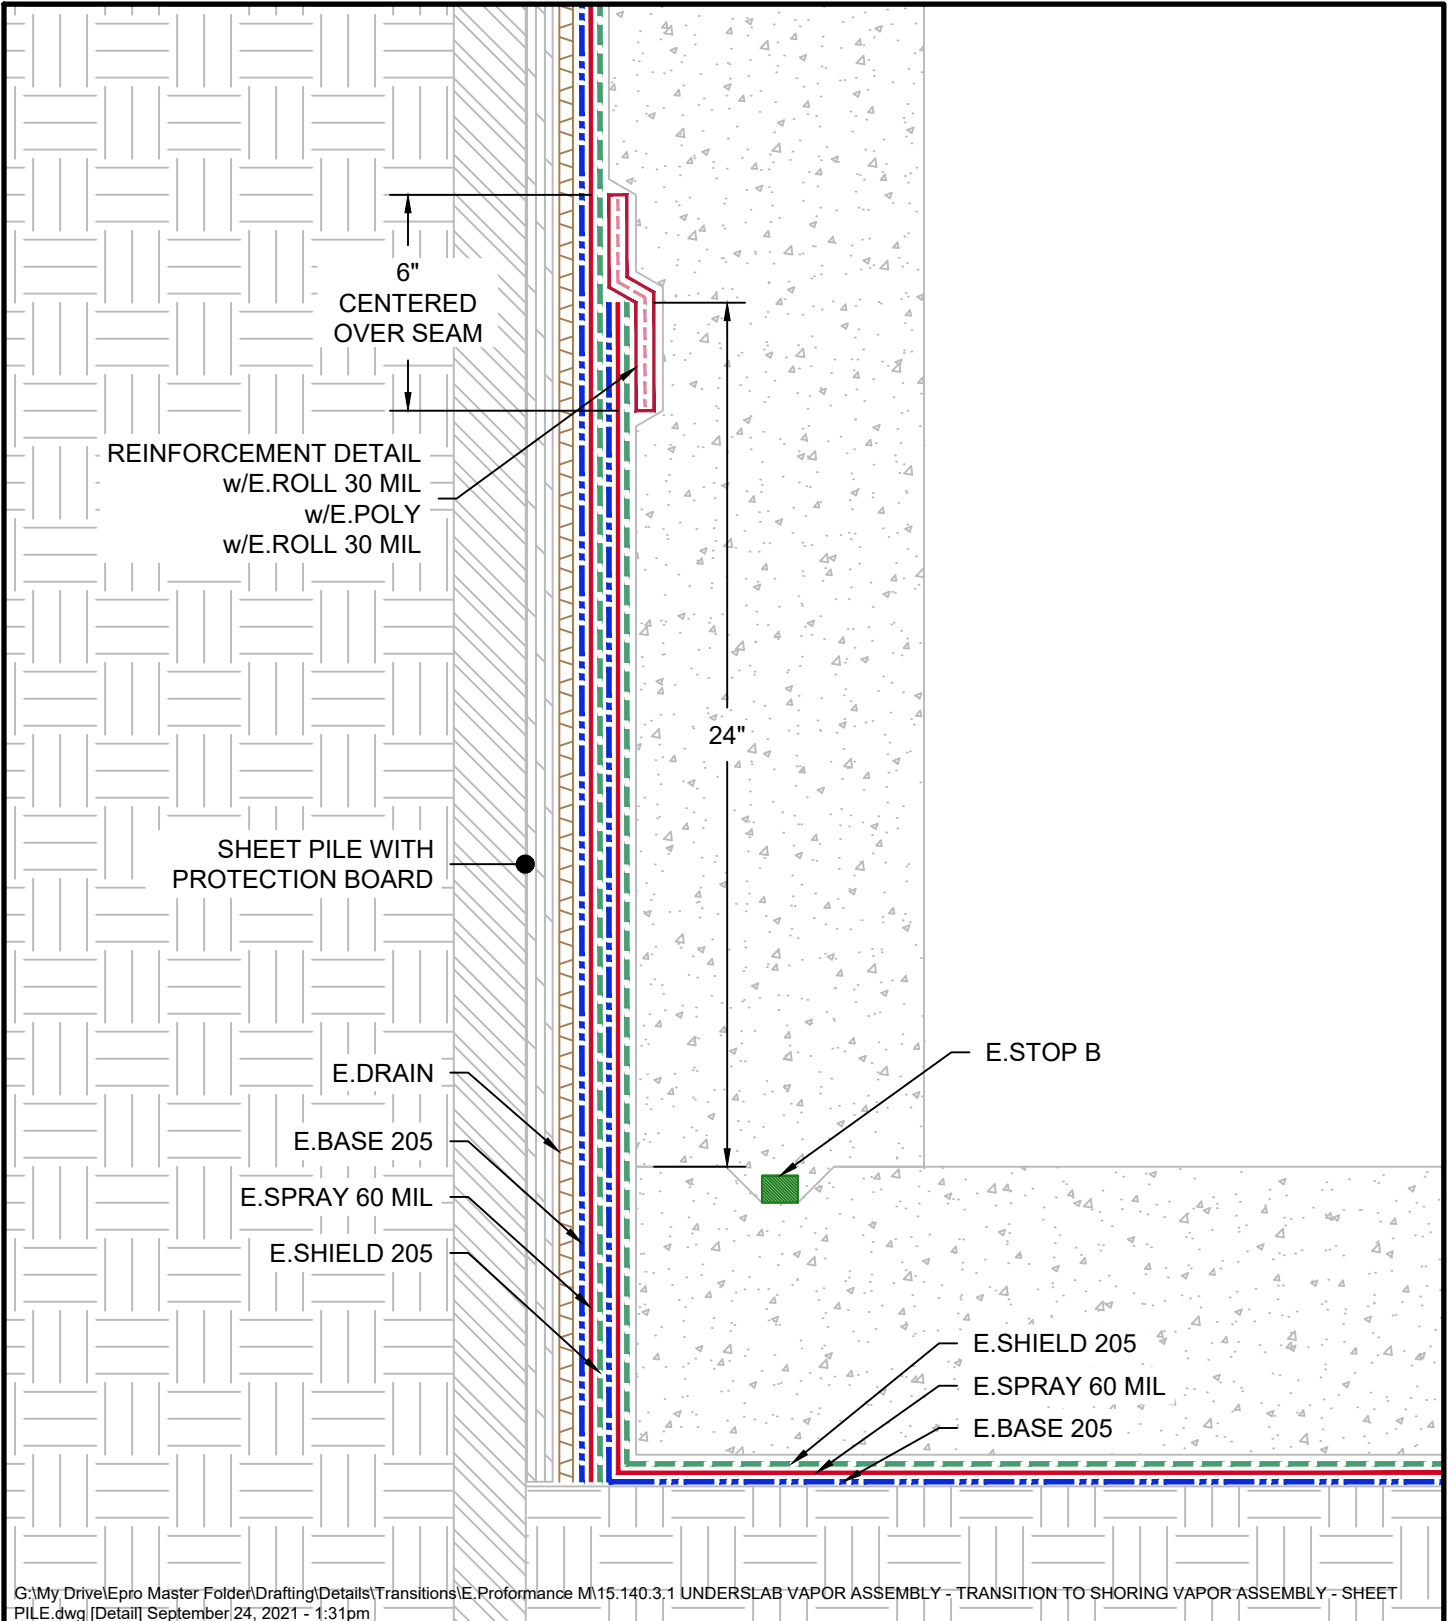 6"
CENTERED
OVER SEAM
REINFORCEMENT DETAIL
w/E.ROLL 30 MIL
w/E.POLY
w/E.ROLL 30 MIL
24"
SHEET PILE WITH
PROTECTION BOARD
E.STOP B
E.DRAIN
E.BASE 205
E.SPRAY 60 MIL
E.SHIELD 205
E.SHIELD 205
E.SPRAY 60 MIL
E.BASE 205
G:\My Drive\Epro Master Folder\Drafting\Details\Transitions\E.Proformance M\15.140.3.1 UNDERSLAB VAPOR ASSEMBLY - TRANSITION TO SHORING VAPOR ASSEMBLY - SHEET
PILE.dwg [Detail] September 24, 2021 - 1:31pm